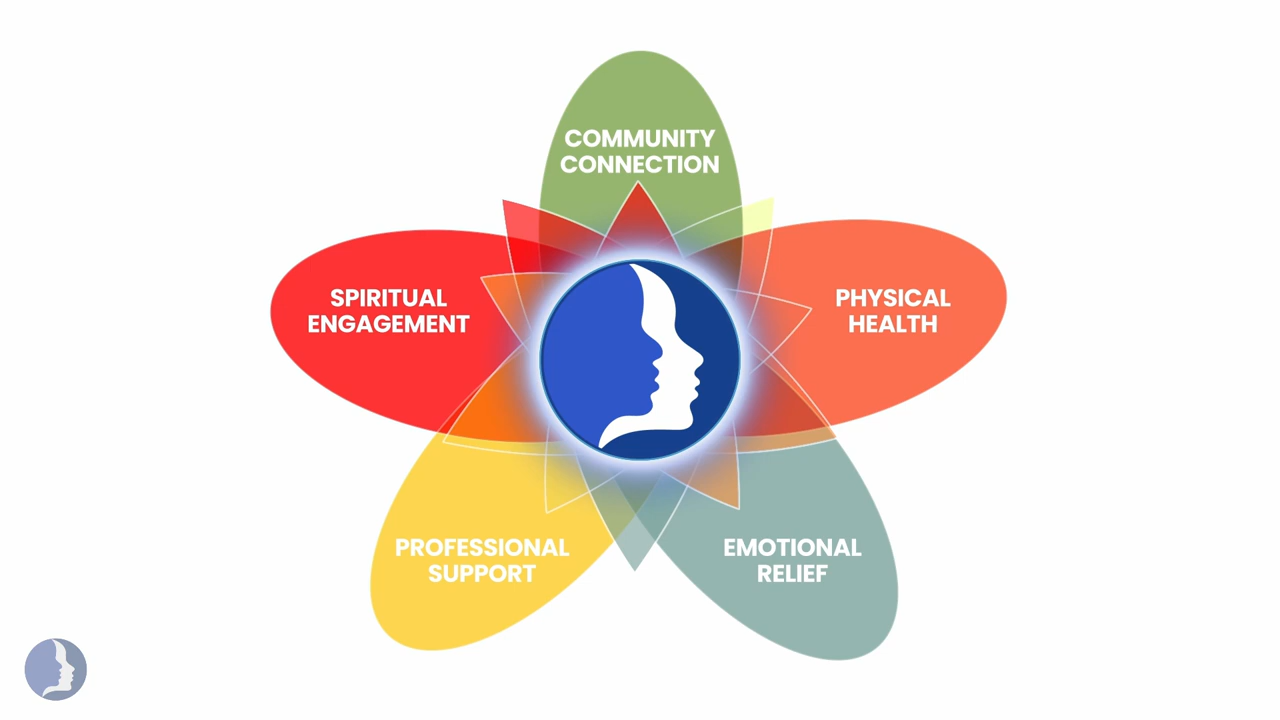 COMMUNITY
CONNECTION
SPIRITUAL
ENGAGEMENT
PHYSICAL
HEALTH
PROFESSIONAL
SUPPORT
EMOTIONAL
RELIEF